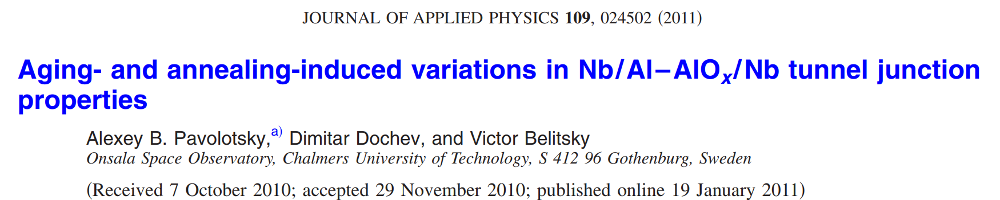 JOURNAL OF APPLIED PHYSICS 109, 024502 (2011)
Aging- and annealing-induced variations in Nb/Al–AlOx/Nb tunnel junction
properties
Alexey B. Pavolotsky,a) Dimitar Dochev, and Victor Belitsky
Onsala Space Observatory, Chalmers University of Technology, S 412 96 Gothenburg, Sweden
(Received 7 October 2010; accepted 29 November 2010; published online 19 January 2011)